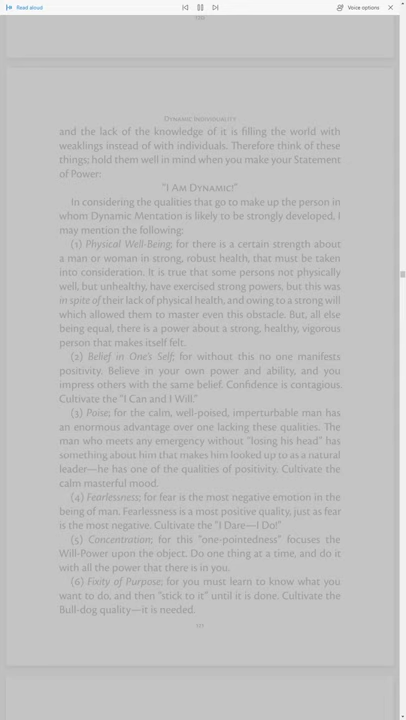 Read aloud
Voice options
120
DYNAMIC INDIVIDUALITY
and the lack of the knowledge of it is filling the world with
weaklings instead of with individuals. Therefore think of these
things; hold them well in mind when you make your Statement
of Power:
"I AM DYNAMIC!"
In considering the qualities that go to make up the person in
whom Dynamic Mentation is likely to be strongly developed, I
may mention the following:
(1) Physical Well-Being; for there is a certain strength about
a man or woman in strong, robust health, that must be taken
into consideration. It is true that some persons not physically
well, but unhealthy, have exercised strong powers, but this was
in spite of their lack of physical health, and owing to a strong will
which allowed them to master even this obstacle. But, all else
being equal, there is a power about a strong, healthy, vigorous
person that makes itself felt.
(2) Belief in One's Self; for without this no one manifests
positivity. Believe in your own power and ability, and you
impress others with the same belief. Confidence is contagious.
Cultivate the "I Can and I Will."
(3) Poise; for the calm, well-poised, imperturbable man has
an enormous advantage over one lacking these qualities. The
man who meets any emergency without "losing his head" has
something about him that makes him looked up to as a natural
leader—he has one of the qualities of positivity. Cultivate the
calm masterful mood.
(4) Fearlessness; for fear is the most negative emotion in the
being of man. Fearlessness is a most positive quality, just as fear
is the most negative. Cultivate the "I Dare—I Do!"
(5) Concentration; for this "one-pointedness" focuses the
Will-Power upon the object. Do one thing at a time, and do it
with all the power that there is in you.
(6) Fixity of Purpose; for you must learn to know what you
want to do, and then "stick to it" until it is done. Cultivate the
Bull-dog quality—it is needed.
121